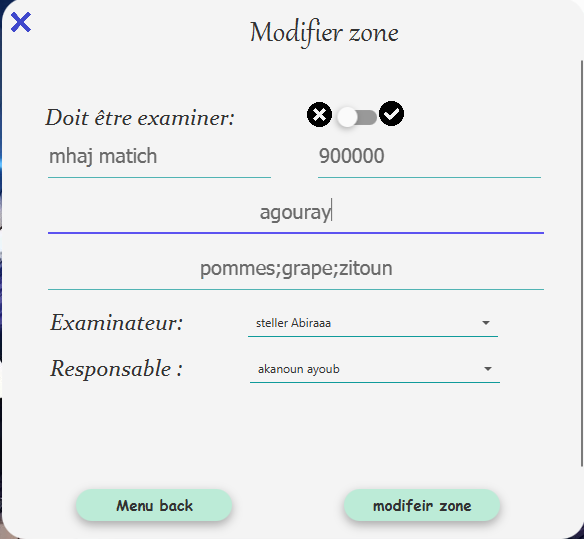 Modifier zone
Doit être examiner:
mhaj matich 900000
agouray
pommes;grape;zitoun
Examinateur: steller Abiraaa
Responsable : akanoun ayoub
Menu back modifeir zone